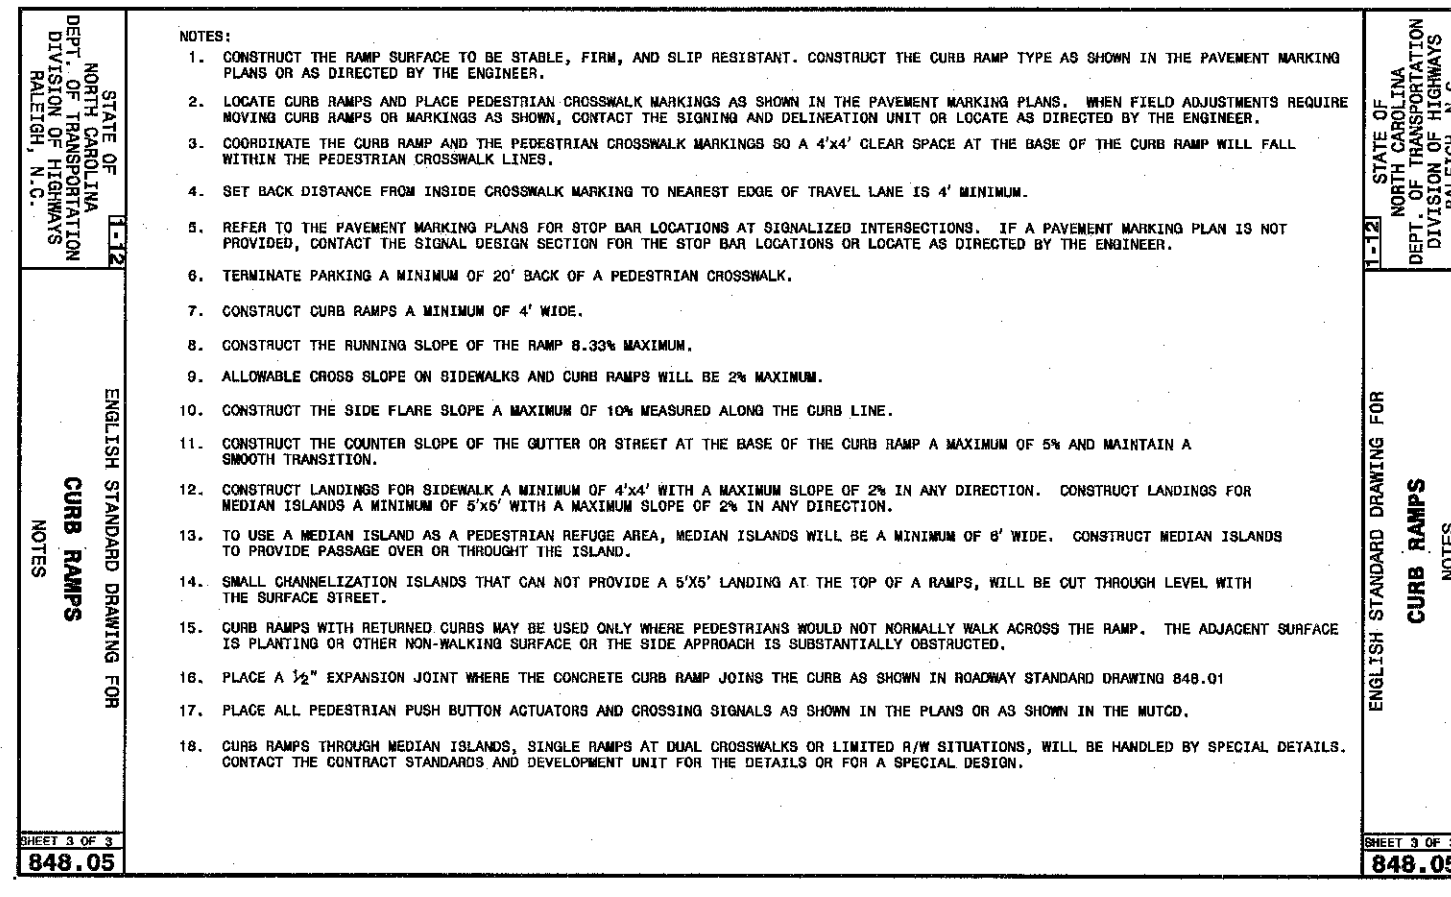 STATE OF
NORTH CAROLINA
DEPT. OF TRANSPORTATION
DIVISION OF HIGHWAYS
RALEIGH, N.C.
1-12
ENGLISH STANDARD DRAWING FOR
CURB RAMPS
NOTES
SHEET 3 OF 3
848.05
NOTES:
1. CONSTRUCT THE RAMP SURFACE TO BE STABLE, FIRM, AND SLIP RESISTANT. CONSTRUCT THE CURB RAMP TYPE AS SHOWN IN THE PAVEMENT MARKING
PLANS OR AS DIRECTED BY THE ENGINEER.
2. LOCATE CURB RAMPS AND PLACE PEDESTRIAN CROSSWALK MARKINGS AS SHOWN IN THE PAVEMENT MARKING PLANS. WHEN FIELD ADJUSTMENTS REQUIRE
MOVING CURB RAMPS OR MARKINGS AS SHOWN, CONTACT THE SIGNING AND DELINEATION UNIT OR LOCATE AS DIRECTED BY THE ENGINEER.
3. COORDINATE THE CURB RAMP AND THE PEDESTRIAN CROSSWALK MARKINGS SO A 4'x4' CLEAR SPACE AT THE BASE OF THE CURB RAMP WILL FALL
WITHIN THE PEDESTRIAN CROSSWALK LINES.
4. SET BACK DISTANCE FROM INSIDE CROSSWALK MARKING TO NEAREST EDGE OF TRAVEL LANE IS 4' MINIMUM.
5. REFER TO THE PAVEMENT MARKING PLANS FOR STOP BAR LOCATIONS AT SIGNALIZED INTERSECTIONS. IF A PAVEMENT MARKING PLAN IS NOT
PROVIDED, CONTACT THE SIGNAL DESIGN SECTION FOR THE STOP BAR LOCATIONS OR LOCATE AS DIRECTED BY THE ENGINEER.
6. TERMINATE PARKING A MINIMUM OF 20' BACK OF A PEDESTRIAN CROSSWALK.
7. CONSTRUCT CURB RAMPS A MINIMUM OF 4' WIDE.
8. CONSTRUCT THE RUNNING SLOPE OF THE RAMP 8.33% MAXIMUM.
9. ALLOWABLE CROSS SLOPE ON SIDEWALKS AND CURB RAMPS WILL BE 2% MAXIMUM.
10. CONSTRUCT THE SIDE FLARE SLOPE A MAXIMUM OF 10% MEASURED ALONG THE CURB LINE.
11. CONSTRUCT THE COUNTER SLOPE OF THE GUTTER OR STREET AT THE BASE OF THE CURB RAMP A MAXIMUM OF 5% AND MAINTAIN A
SMOOTH TRANSITION.
12. CONSTRUCT LANDINGS FOR SIDEWALK A MINIMUM OF 4'x4' WITH A MAXIMUM SLOPE OF 2% IN ANY DIRECTION. CONSTRUCT LANDINGS FOR
MEDIAN ISLANDS A MINIMUM OF 5'x5' WITH A MAXIMUM SLOPE OF 2% IN ANY DIRECTION.
13. TO USE A MEDIAN ISLAND AS A PEDESTRIAN REFUGE AREA, MEDIAN ISLANDS WILL BE A MINIMUM OF 6' WIDE. CONSTRUCT MEDIAN ISLANDS
TO PROVIDE PASSAGE OVER OR THROUGHT THE ISLAND.
14. SMALL CHANNELIZATION ISLANDS THAT CAN NOT PROVIDE A 5'X5' LANDING AT THE TOP OF A RAMPS, WILL BE CUT THROUGH LEVEL WITH
THE SURFACE STREET.
15. CURB RAMPS WITH RETURNED CURBS MAY BE USED ONLY WHERE PEDESTRIANS WOULD NOT NORMALLY WALK ACROSS THE RAMP. THE ADJACENT SURFACE
IS PLANTING OR OTHER NON-WALKING SURFACE OR THE SIDE APPROACH IS SUBSTANTIALLY OBSTRUCTED.
16. PLACE A ½" EXPANSION JOINT WHERE THE CONCRETE CURB RAMP JOINS THE CURB AS SHOWN IN ROADWAY STANDARD DRAWING 848.01
17. PLACE ALL PEDESTRIAN PUSH BUTTON ACTUATORS AND CROSSING SIGNALS AS SHOWN IN THE PLANS OR AS SHOWN IN THE MUTCD.
18. CURB RAMPS THROUGH MEDIAN ISLANDS, SINGLE RAMPS AT DUAL CROSSWALKS OR LIMITED R/W SITUATIONS, WILL BE HANDLED BY SPECIAL DETAILS.
CONTACT THE CONTRACT STANDARDS AND DEVELOPMENT UNIT FOR THE DETAILS OR FOR A SPECIAL DESIGN.
1-12
STATE OF
NORTH CAROLINA
DEPT. OF TRANSPORTATION
DIVISION OF HIGHWAYS
RALEIGH, N.C.
ENGLISH STANDARD DRAWING FOR
CURB RAMPS
NOTES
SHEET 3 OF
848.05